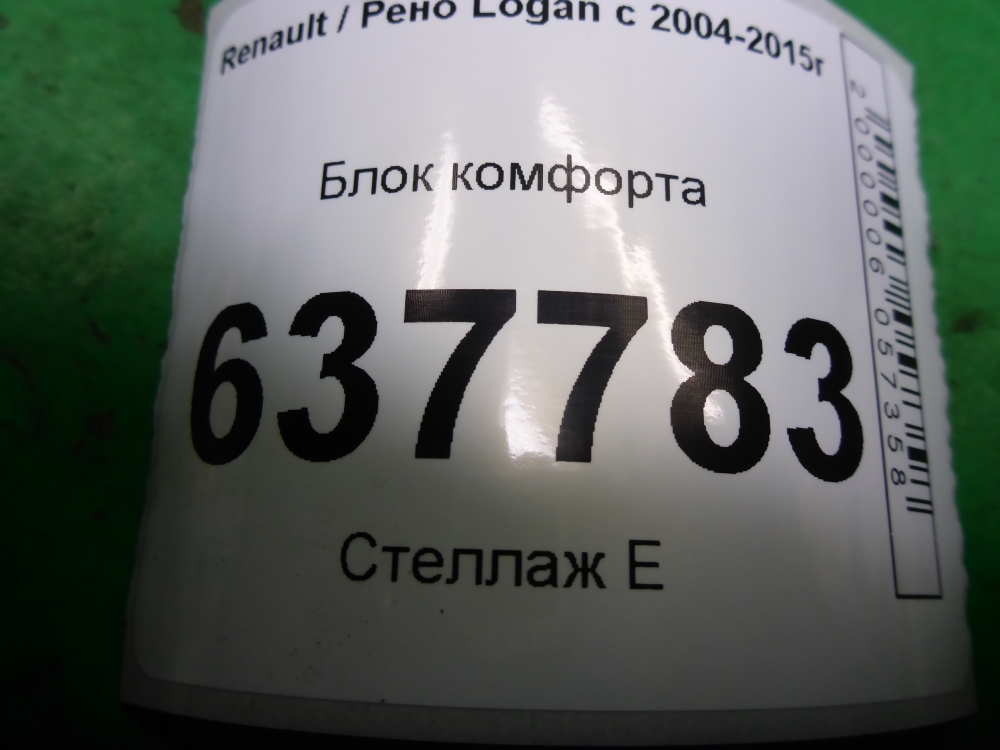 Renault / Рено Logan с 2004-2015г
Блок комфорта
637783
Стеллаж Е
2000006057358